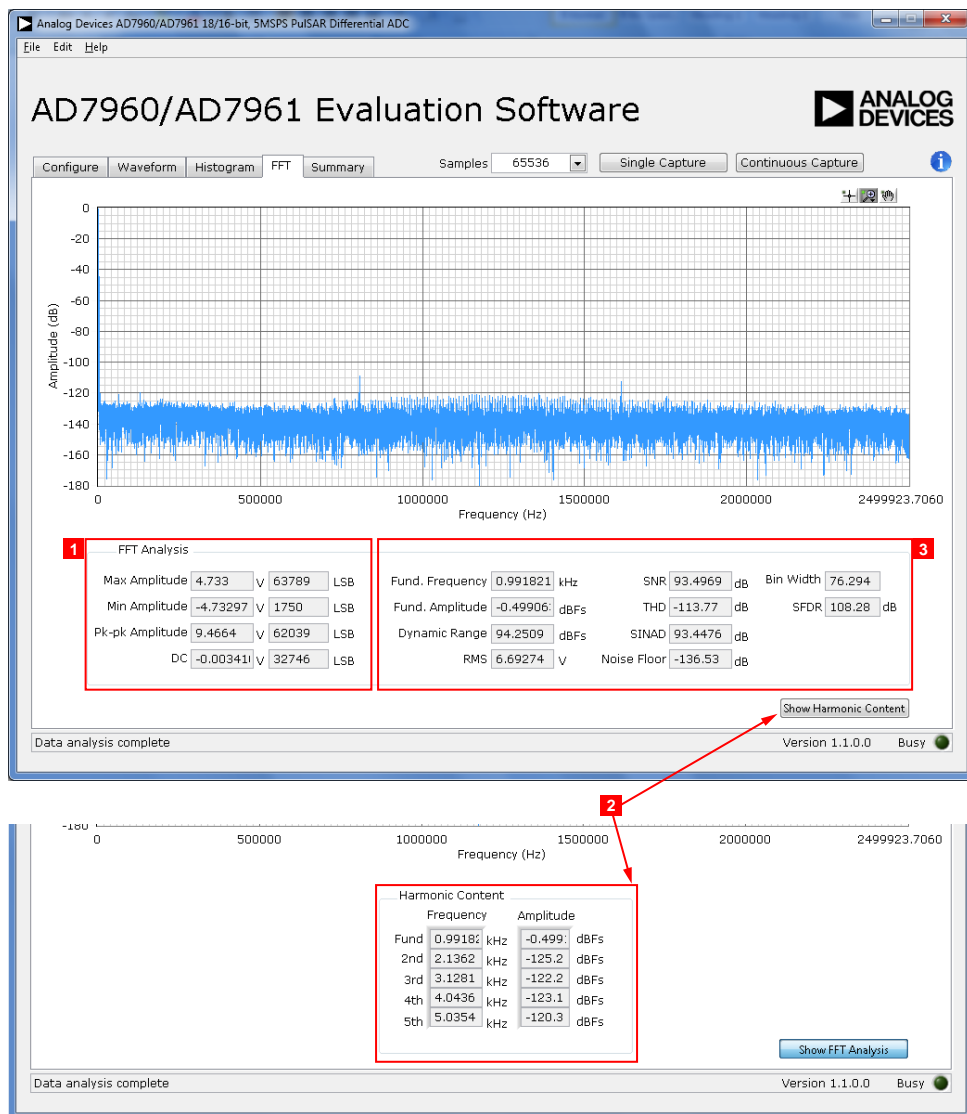 Analog Devices AD7960/AD7961 18/16-bit, 5MSPS PulSAR Differential ADC
File Edit Help
AD7960/AD7961 Evaluation Software
ANALOG
DEVICES
Configure Waveform Histogram FFT Summary
Samples 65536 Single Capture Continuous Capture
i
0
-20
-40
-60
-80
-100
-120
-140
-160
-180
Amplitude (dB)
0 500000 1000000 1500000 2000000 2499923.7060
Frequency (Hz)
1
FFT Analysis
Max Amplitude 4.733 V 63789 LSB
Min Amplitude -4.73297 V 1750 LSB
Pk-pk Amplitude 9.4664 V 62039 LSB
DC -0.00341 V 32746 LSB
3
Fund. Frequency 0.991821 kHz SNR 93.4969 dB Bin Width 76.294
Fund. Amplitude -0.49906 dBFs THD -113.77 dB SFDR 108.28 dB
Dynamic Range 94.2509 dBFs SINAD 93.4476 dB
RMS 6.69274 V Noise Floor -136.53 dB
Show Harmonic Content
Data analysis complete Version 1.1.0.0 Busy
2
-180
0 500000 1000000 1500000 2000000 2499923.7060
Frequency (Hz)
Harmonic Content
Frequency Amplitude
Fund 0.9918 kHz -0.499 dBFs
2nd 2.1362 kHz -125.2 dBFs
3rd 3.1281 kHz -122.2 dBFs
4th 4.0436 kHz -123.1 dBFs
5th 5.0354 kHz -120.3 dBFs
Show FFT Analysis
Data analysis complete Version 1.1.0.0 Busy